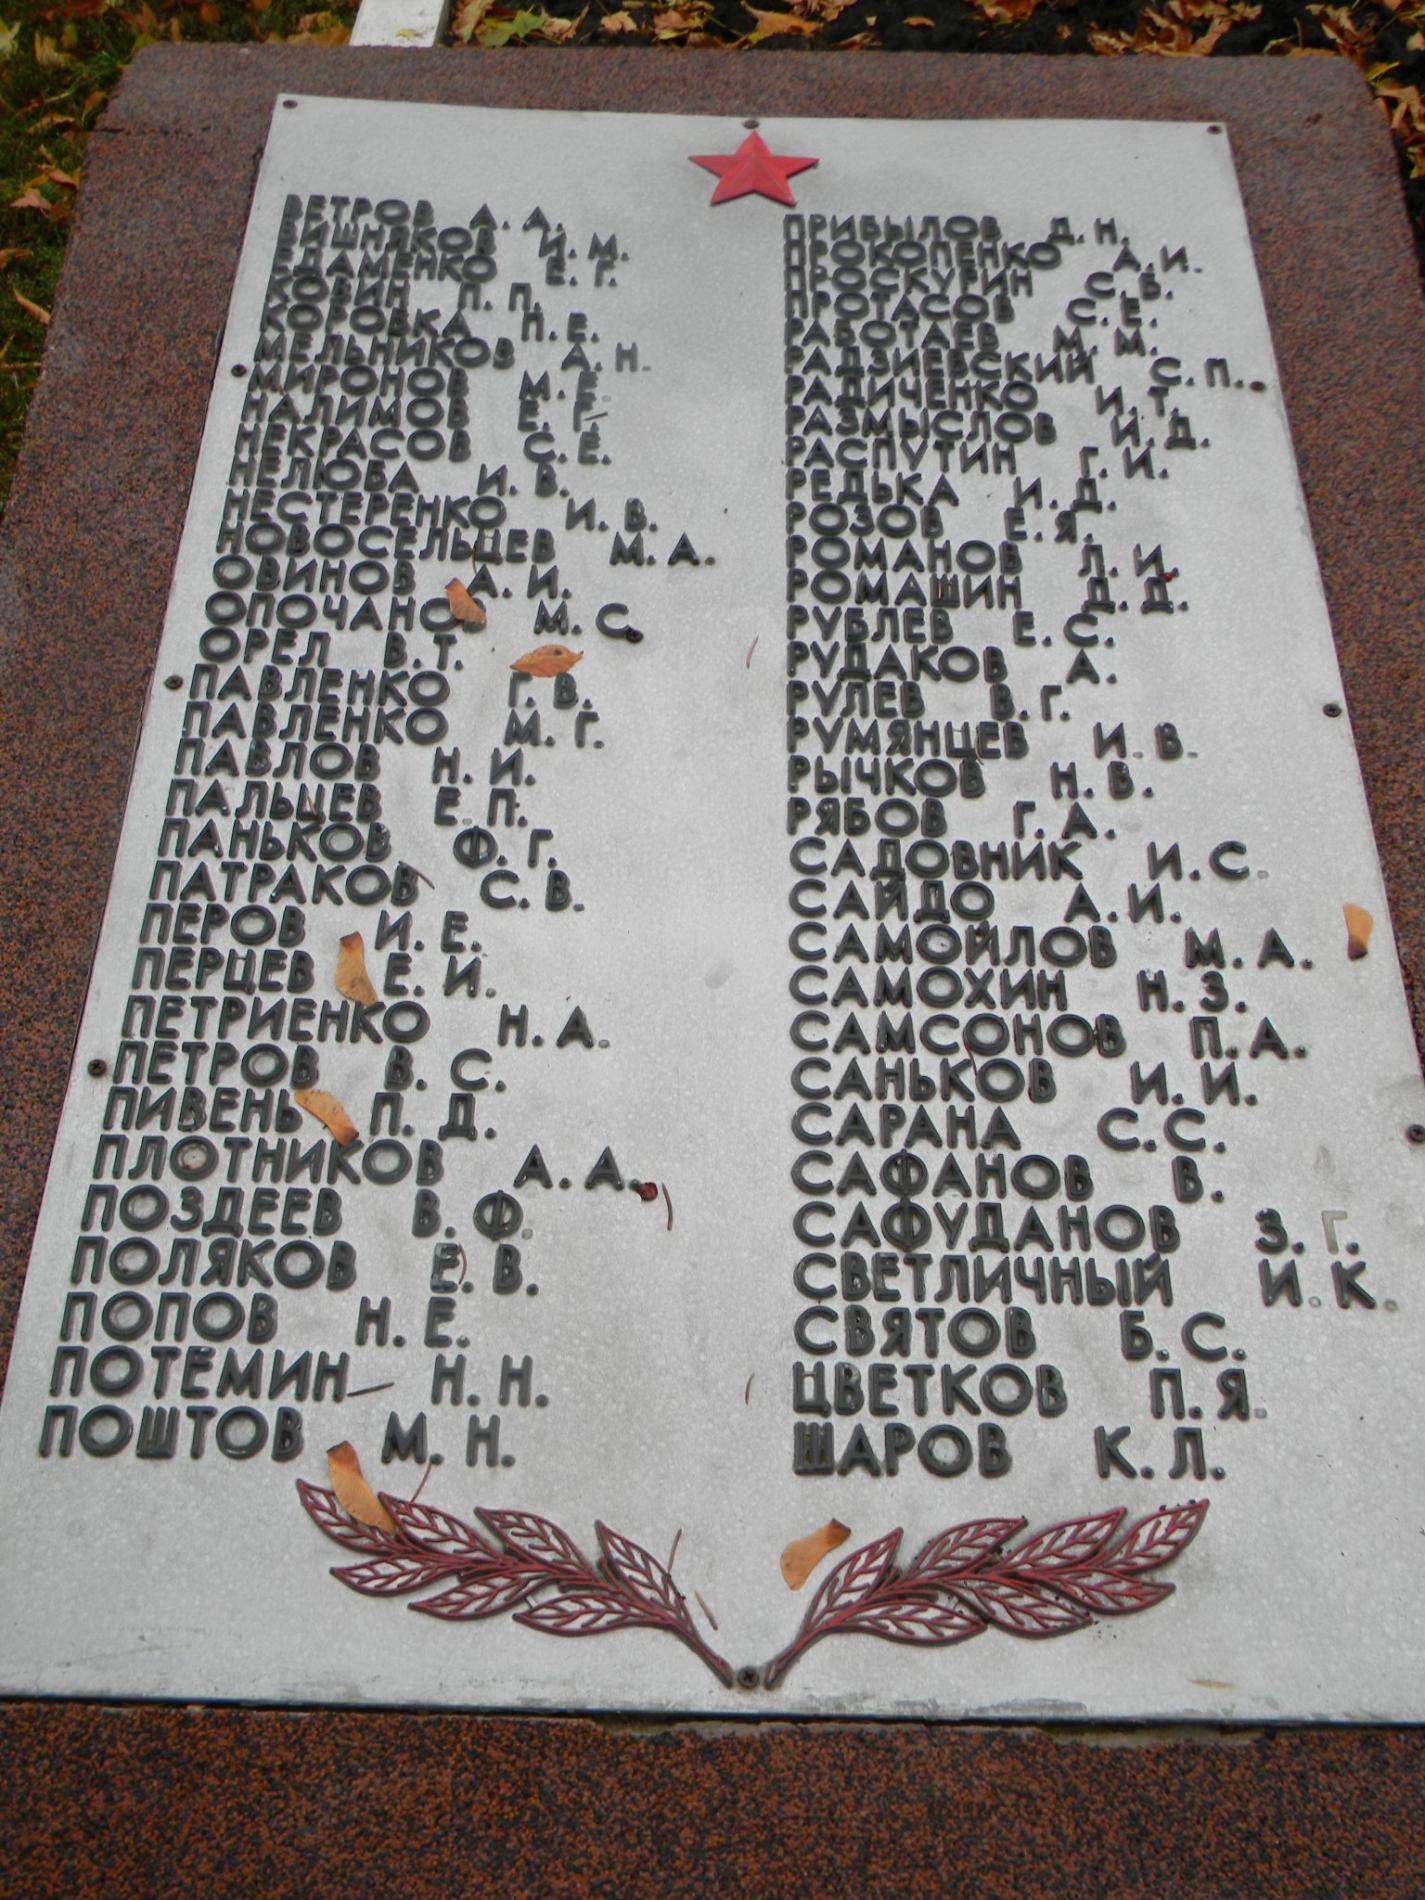 ВЕТРОВ А. А.
ВИШНЯКОВ И. М.
ЕДАМЕНКО Е. Г.
КОВИН П. П.
КОРОВКА П. Е.
МЕЛЬНИКОВ А. Н.
МИРОНОВ М. Е.
НАЛИМОВ Е. Г.
НЕКРАСОВ С. Е.
НЕЛЮБА И. В.
НЕСТЕРЕНКО И. В.
НОВОСЕЛЬЦЕВ М. А.
ОВИНОВ А. И.
ОПОЧАНОВ М. С.
ОРЕЛ В. Т.
ПАВЛЕНКО Г. В.
ПАВЛЕНКО М. Г.
ПАВЛОВ Н. И.
ПАЛЬЦЕВ Е. П.
ПАНЬКОВ Ф. Г.
ПАТРАКОВ С. В.
ПЕРОВ И. Е.
ПЕРЦЕВ Е. И.
ПЕТРИЕНКО Н. А.
ПЕТРОВ В. С.
ПИВЕНЬ П. Д.
ПЛОТНИКОВ А. А.
ПОЗДЕЕВ В. Ф.
ПОЛЯКОВ Е. В.
ПОПОВ Н. Е.
ПОТЕМИН Н. Н.
ПОШТОВ М. Н.
ПРИБЫЛОВ Д. Н.
ПРОКОПЕНКО А. И.
ПРОСКУРИН С. В.
ПРОТАСОВ С. Е.
РАБОТАЕВ М. М.
РАДЗИЕВСКИЙ С. П.
РАДИЧЕНКО И. Т.
РАЗМЫСЛОВ И. Д.
РАСПУТИН Г. И.
РЕДЬКА И. Д.
РОЗОВ Е. Я.
РОМАНОВ Л. И.
РОМАШИН Д. Д.
РУБЛЕВ Е. С.
РУДАКОВ А.
РУЛЕВ В. Г.
РУМЯНЦЕВ И. В.
РЫЧКОВ Н. В.
РЯБОВ Г. А.
САДОВНИК И. С.
САЙДО А. И.
САМОЙЛОВ М. А.
САМОХИН Н. З.
САМСОНОВ П. А.
САНЬКОВ И. И.
САРАНА С. С.
САФАНОВ В.
САФУДАНОВ З. Г.
СВЕТЛИЧНЫЙ И. К.
СВЯТОВ Б. С.
ЦВЕТКОВ П. Я.
ШАРОВ К. Л.